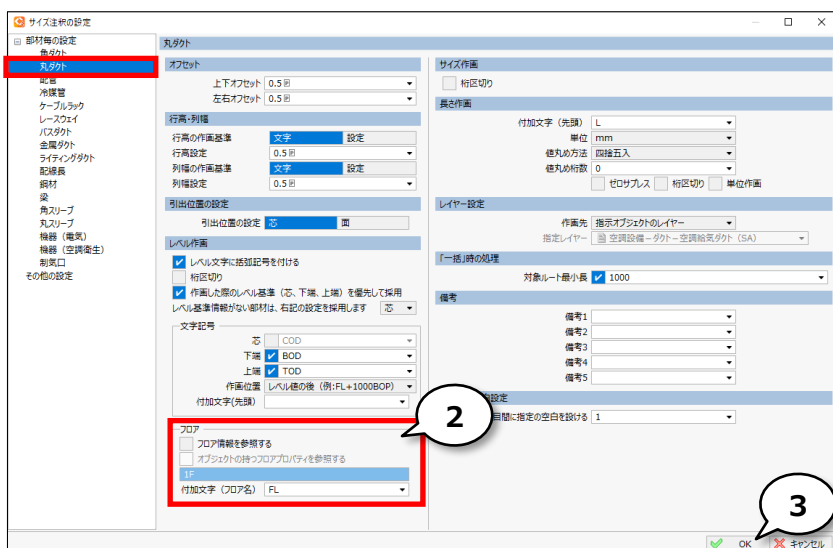 サイズ注釈の設定
部材毎の設定
角ダクト
丸ダクト
配管
冷媒管
ケーブルラック
レースウェイ
バスダクト
金属ダクト
ライティングダクト
配線長
鋼材
梁
角スリーブ
丸スリーブ
機器（電気）
機器（空調衛生）
制気口
その他の設定
丸ダクト
オフセット
上下オフセット 0.5
左右オフセット 0.5
行高・列幅
行高の作画基準 文字 設定
行高設定 0.5
列幅の作画基準 文字 設定
列幅設定 0.5
引出位置の設定
引出位置の設定 芯 面
レベル作画
レベル文字に括弧記号を付ける
桁区切り
作画した際のレベル基準（芯、下端、上端）を優先して採用
レベル基準情報がない部材は、右記の設定を採用します 芯
文字記号
芯 COD
下端 BOD
上端 TOD
作画位置 レベル値の後（例:FL+1000BOP）
付加文字(先頭)
フロア
フロア情報を参照する
オブジェクトの持つフロアプロパティを参照する
1F
付加文字（フロア名） FL
サイズ作画
桁区切り
長さ作画
付加文字（先頭） L
単位 mm
値丸め方法 四捨五入
値丸め桁数 0
ゼロサプレス 桁区切り 単位作画
レイヤー設定
作画先 指示オブジェクトのレイヤー
指定レイヤー 空調設備－ダクト－空調給気ダクト（SA）
「一括」時の処理
対象ルート最小長 1000
備考
備考1
備考2
備考3
備考4
備考5
設定
目間に指定の空白を設ける 1
2
3
OK キャンセル